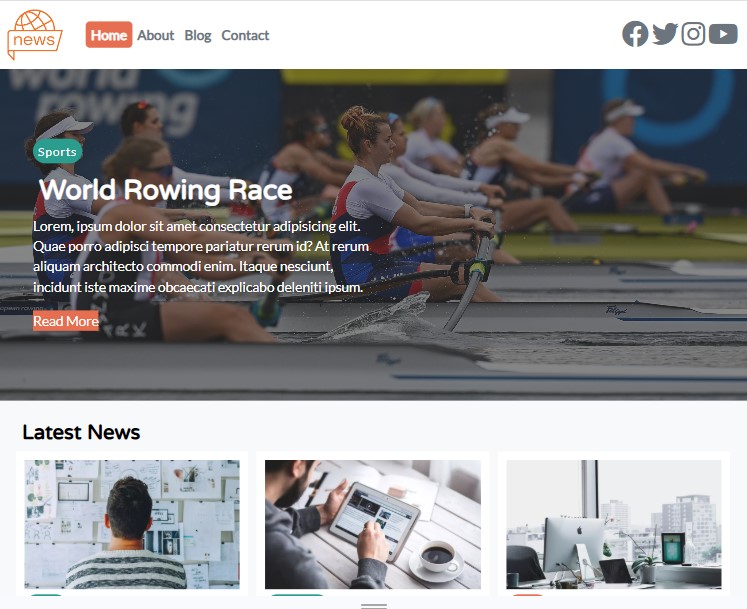 news
Home About Blog Contact
world
rowing
Sports
World Rowing Race
Lorem, ipsum dolor sit amet consectetur adipisicing elit.
Quae porro adipisci tempore pariatur rerum id? At rerum
aliquam architecto commodi enim. Itaque nesciunt,
incidunt iste maxime obcaecati explicabo deleniti ipsum.
Read More
Latest News